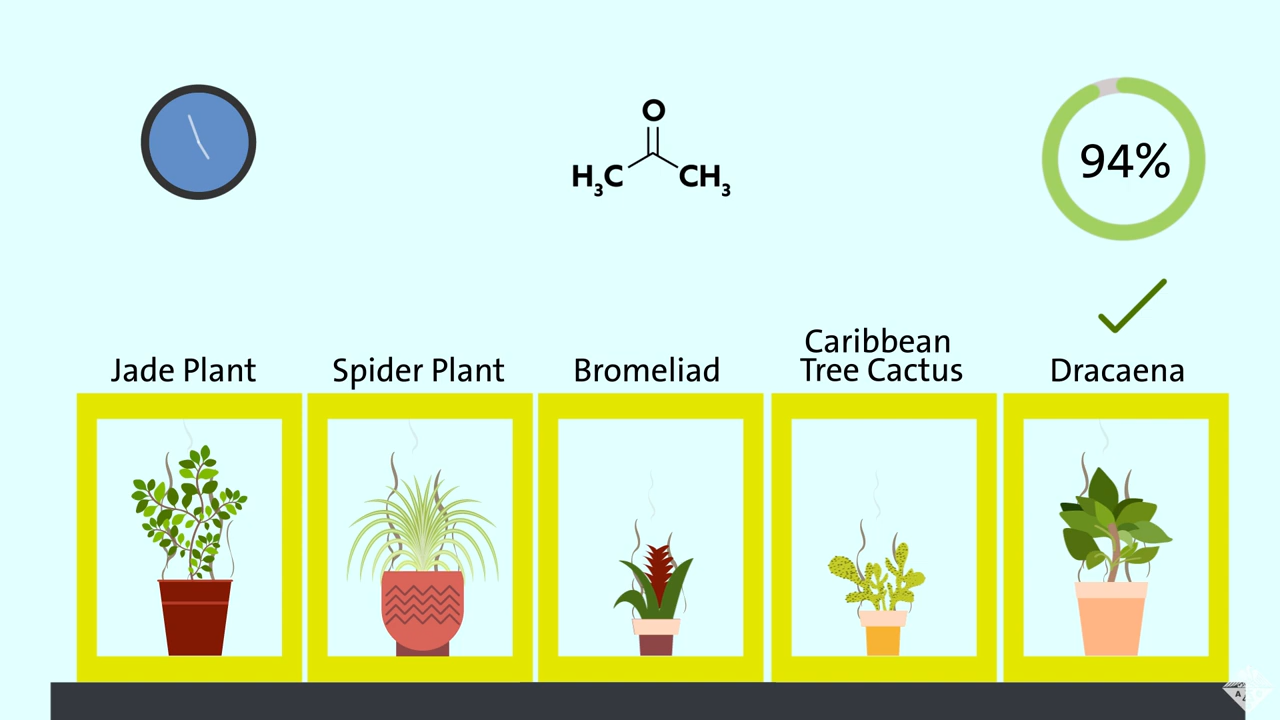 O
H₃C CH₃
94%
Jade Plant
Spider Plant
Bromeliad
Caribbean
Tree Cactus
Dracaena